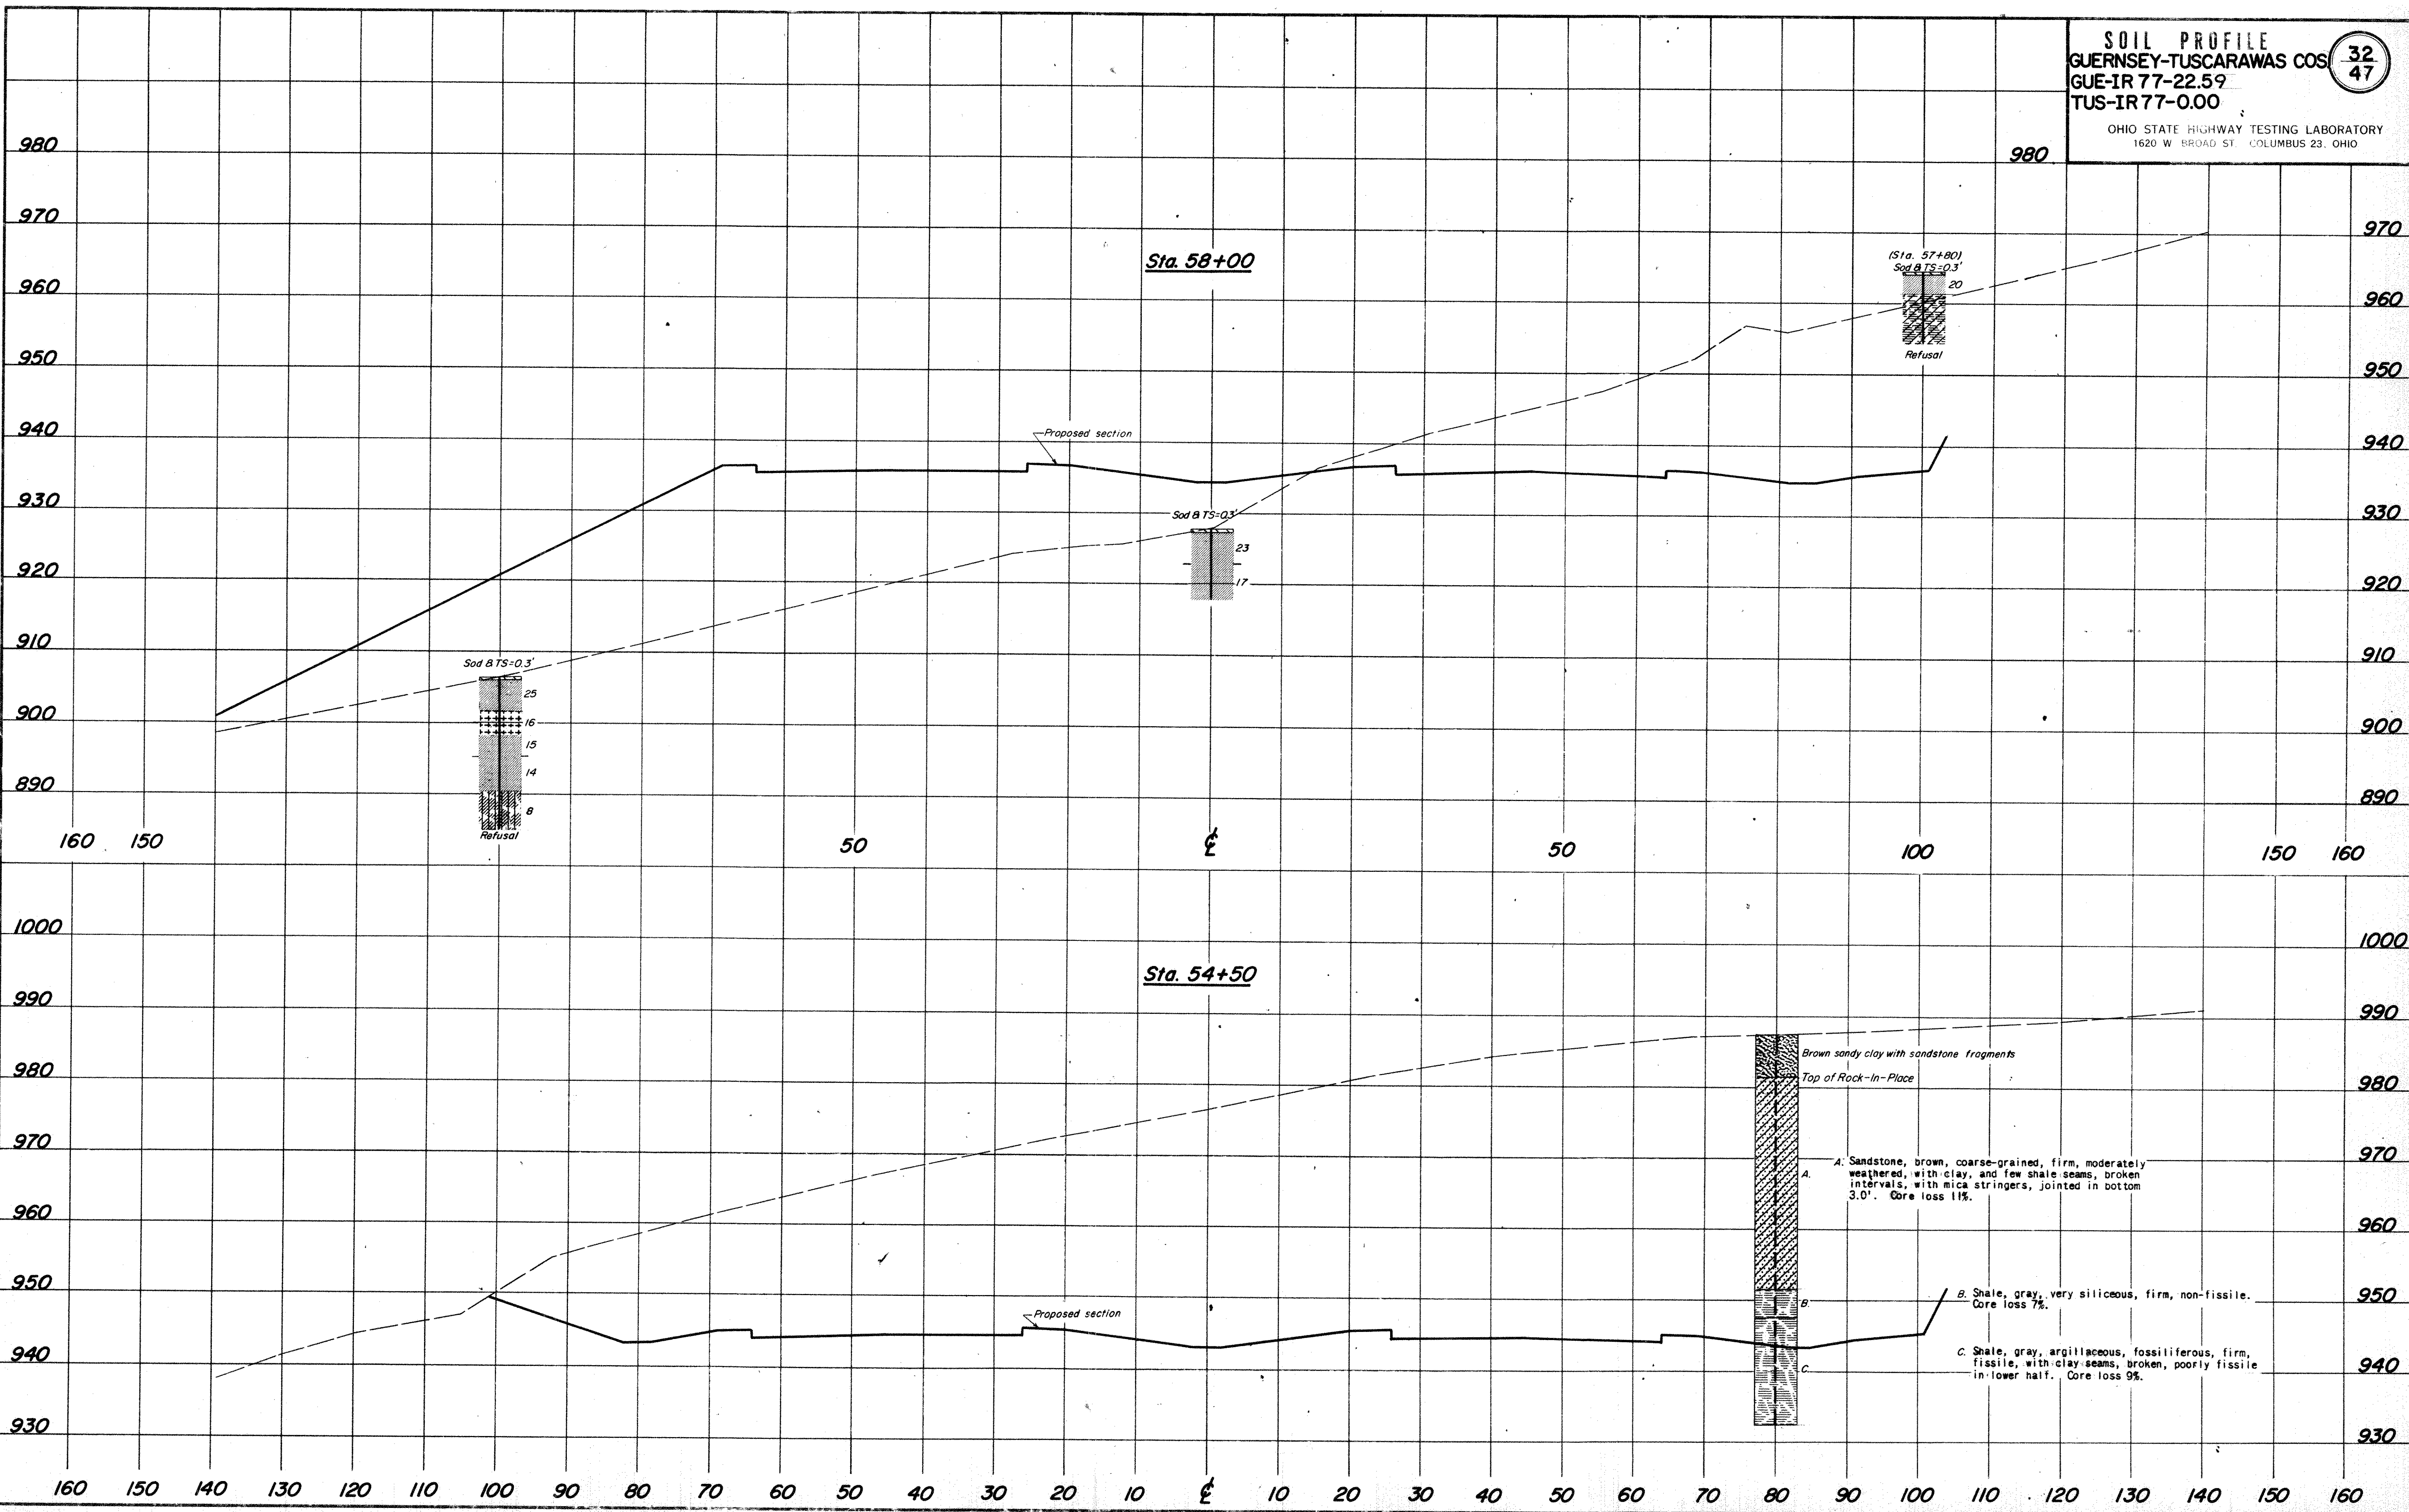 SOIL PROFILE
GUERNSEY-TUSCARAWAS COS.
GUE-IR 77-22.59
TUS-IR 77-0.00
32
47
OHIO STATE HIGHWAY TESTING LABORATORY
1620 W BROAD ST. COLUMBUS 23, OHIO
980 980
970 970
Sta. 58+00
(Sta. 57+80)
Sod & TS=0.3'
20
960 960
Refusal
950 950
940 940
Proposed section
930 930
Sod & TS=0.3'
23
17
920 920
910 910
Sod & TS=0.3'
25
900 900
16
15
14
890 890
8
Refusal
160 150 50 ℄ 50 100 150 160
1000 1000
Sta. 54+50
990 990
Brown sandy clay with sandstone fragments
980 980
Top of Rock-In-Place
970 970
A.
A. Sandstone, brown, coarse-grained, firm, moderately
weathered, with clay, and few shale seams, broken
intervals, with mica stringers, jointed in bottom
3.0'. Core loss 11%.
960 960
950 950
B.
B. Shale, gray, very siliceous, firm, non-fissile.
Core loss 7%.
Proposed section
940 940
C.
C. Shale, gray, argillaceous, fossiliferous, firm,
fissile, with clay seams, broken, poorly fissile
in lower half. Core loss 9%.
930 930
160 150 140 130 120 110 100 90 80 70 60 50 40 30 20 10 ℄ 10 20 30 40 50 60 70 80 90 100 110 120 130 140 150 160